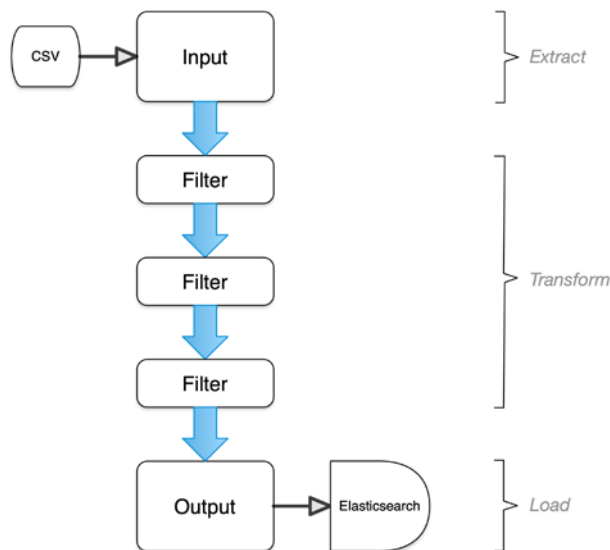 CSV
Input
Extract
Filter
Filter
Transform
Filter
Output
Elasticsearch
Load